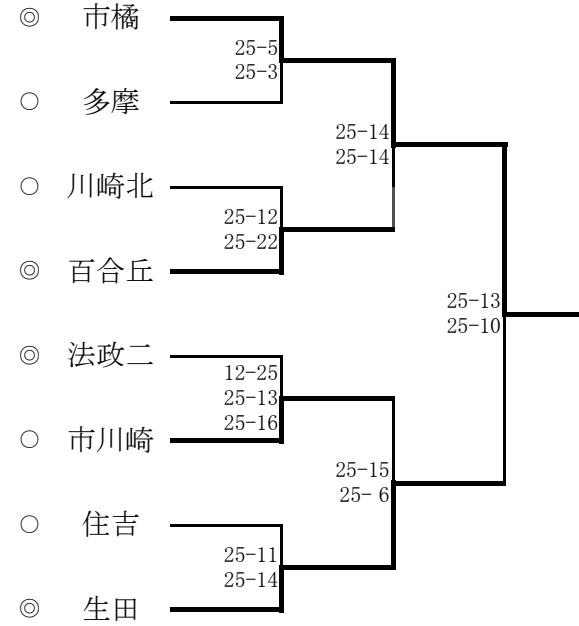 ◎ 市橘
25-5
25-3
○ 多摩
25-14
25-14
○ 川崎北
25-12
25-22
◎ 百合丘
25-13
25-10
◎ 法政二
12-25
25-13
25-16
○ 市川崎
25-15
25- 6
○ 住吉
25-11
25-14
◎ 生田